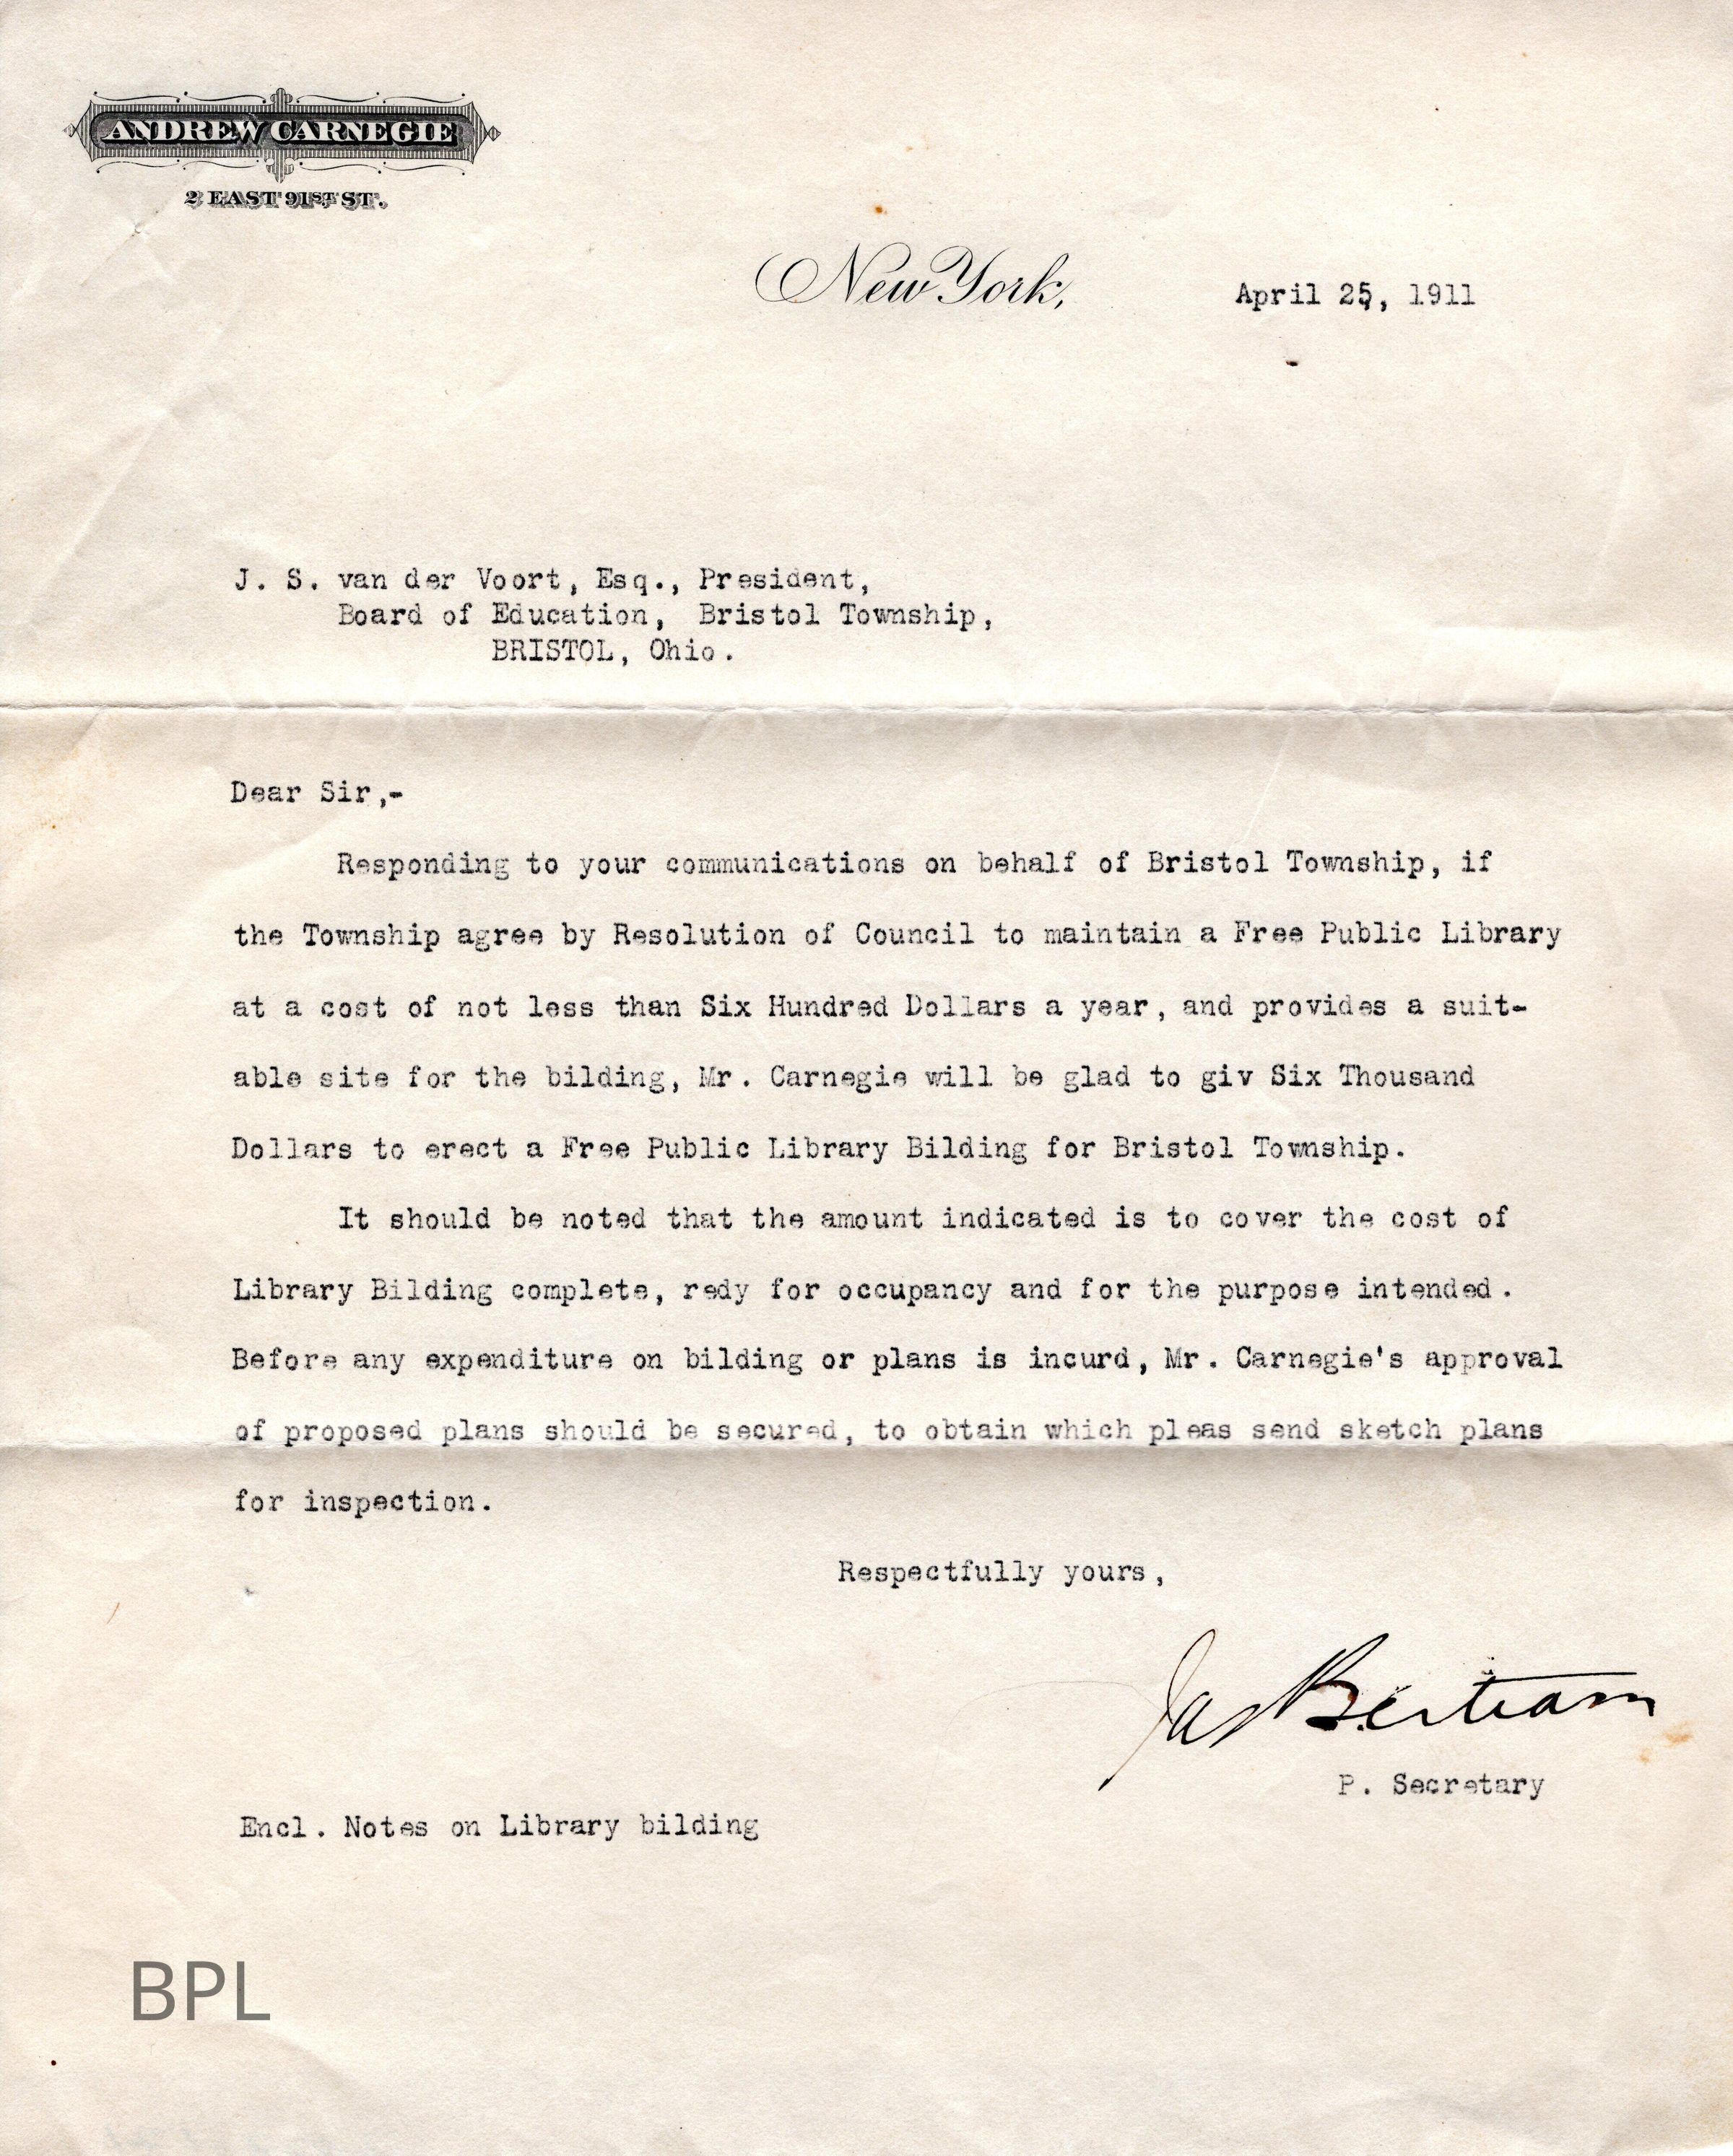 ANDREW CARNEGIE
2 EAST 91ST ST.
New York,
April 25, 1911
J. S. van der Voort, Esq., President,
Board of Education, Bristol Township,
BRISTOL, Ohio.
Dear Sir,-
Responding to your communications on behalf of Bristol Township, if
the Township agree by Resolution of Council to maintain a Free Public Library
at a cost of not less than Six Hundred Dollars a year, and provides a suit-
able site for the bilding, Mr. Carnegie will be glad to giv Six Thousand
Dollars to erect a Free Public Library Bilding for Bristol Township.
It should be noted that the amount indicated is to cover the cost of
Library Bilding complete, redy for occupancy and for the purpose intended.
Before any expenditure on bilding or plans is incurd, Mr. Carnegie's approval
of proposed plans should be secured, to obtain which pleas send sketch plans
for inspection.
Respectfully yours,
Jas Bertram
P. Secretary
Encl. Notes on Library bilding
BPL